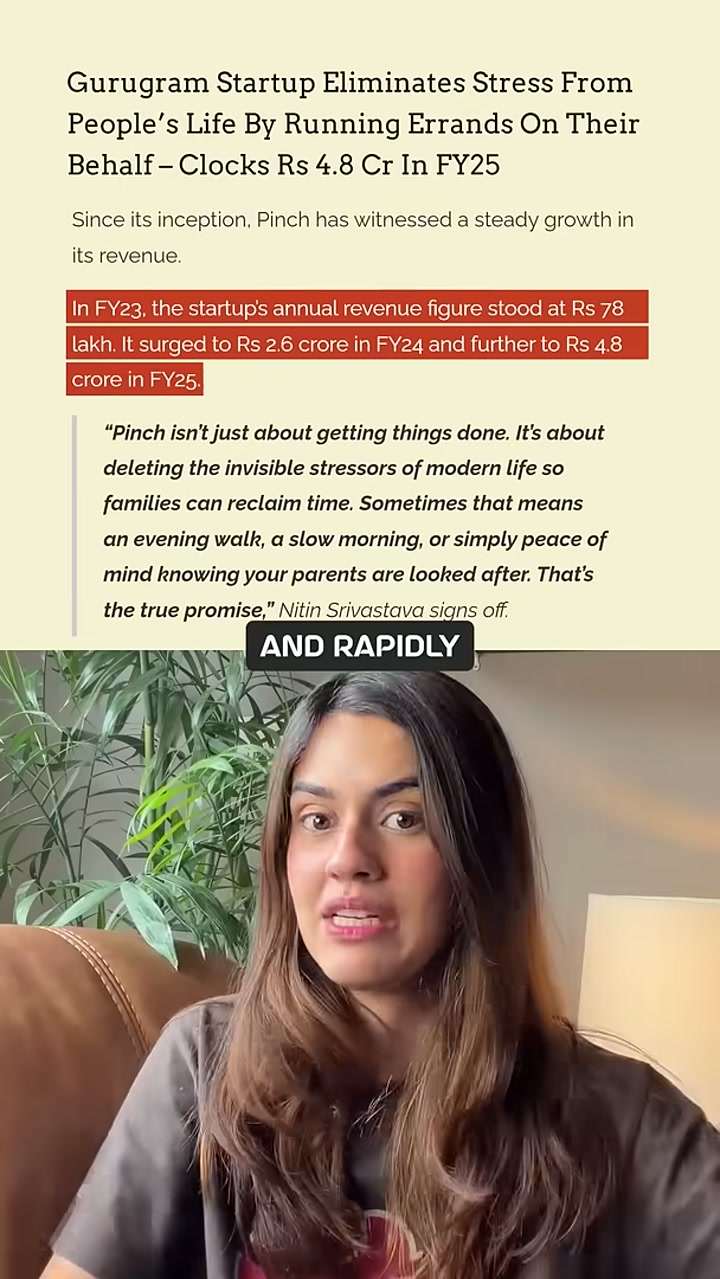 Gurugram Startup Eliminates Stress From
People’s Life By Running Errands On Their
Behalf – Clocks Rs 4.8 Cr In FY25
Since its inception, Pinch has witnessed a steady growth in
its revenue.
In FY23, the startup's annual revenue figure stood at Rs 78
lakh. It surged to Rs 2.6 crore in FY24 and further to Rs 4.8
crore in FY25.
“Pinch isn’t just about getting things done. It’s about
deleting the invisible stressors of modern life so
families can reclaim time. Sometimes that means
an evening walk, a slow morning, or simply peace of
mind knowing your parents are looked after. That’s
the true promise,” Nitin Srivastava signs off.
AND RAPIDLY